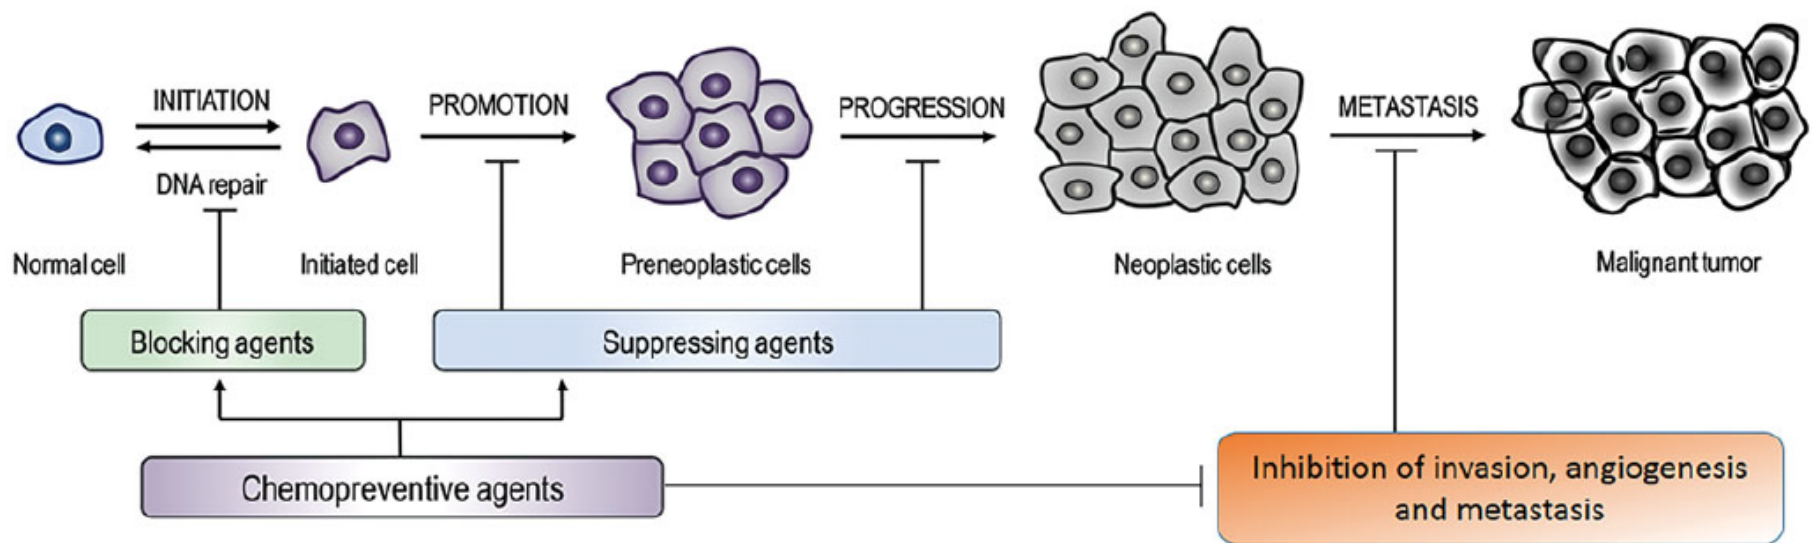 INITIATION
PROMOTION
PROGRESSION
METASTASIS
DNA repair
Normal cell
Initiated cell
Preneoplastic cells
Neoplastic cells
Malignant tumor
Blocking agents
Suppressing agents
Chemopreventive agents
Inhibition of invasion, angiogenesis
and metastasis